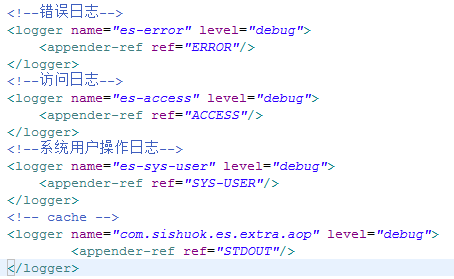 <!--错误日志-->
<logger name="es-error" level="debug">
    <appender-ref ref="ERROR"/>
</logger>
<!--访问日志-->
<logger name="es-access" level="debug">
    <appender-ref ref="ACCESS"/>
</logger>
<!--系统用户操作日志-->
<logger name="es-sys-user" level="debug">
    <appender-ref ref="SYS-USER"/>
</logger>
<!-- cache -->
<logger name="com.sishuok.es.extra.aop" level="debug">
        <appender-ref ref="STDOUT"/>
</logger>